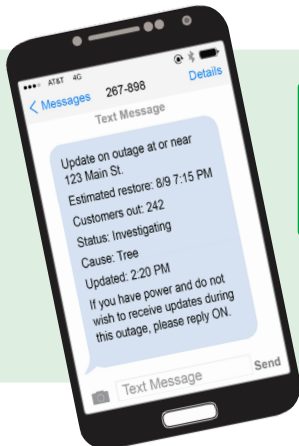 AT&T 4G
Messages 267-898 Details
Text Message
Update on outage at or near
123 Main St.
Estimated restore: 8/9 7:15 PM
Customers out: 242
Status: Investigating
Cause: Tree
Updated: 2:20 PM
If you have power and do not
wish to receive updates during
this outage, please reply ON.
Text Message Send